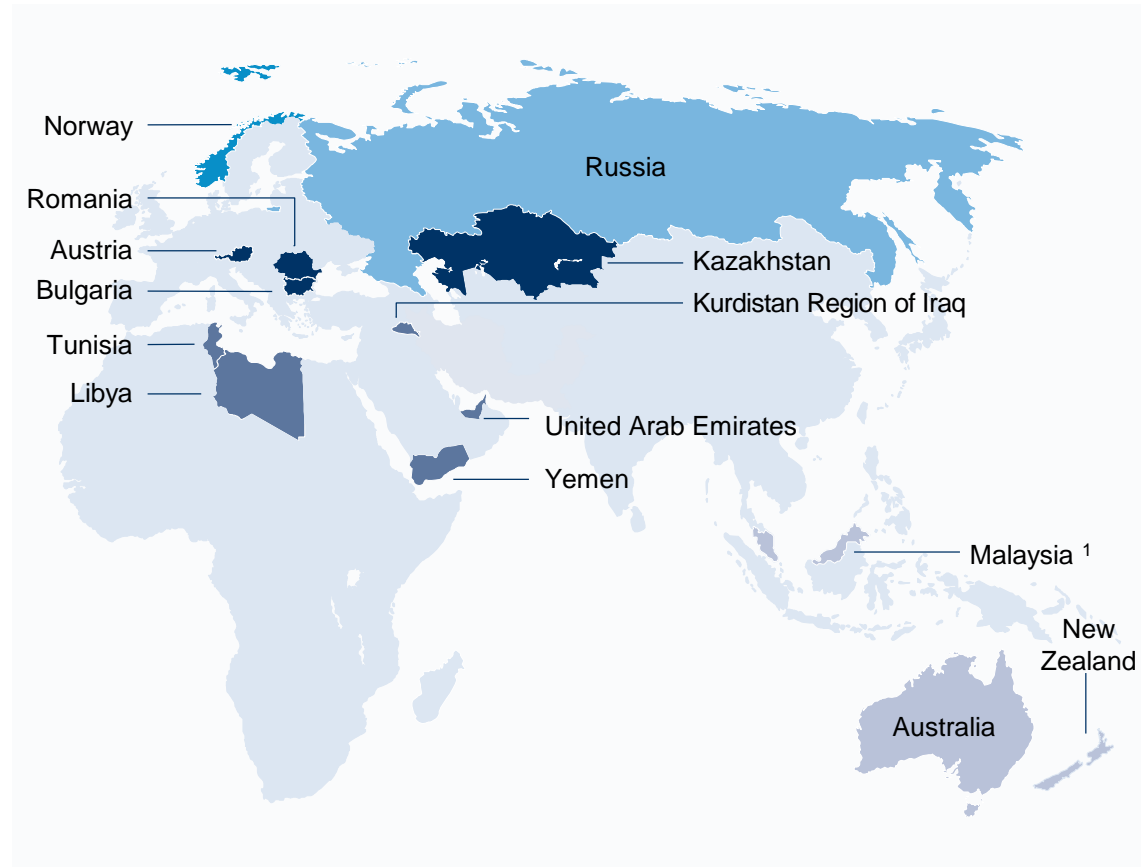 Norway
Russia
Romania
Austria
Kazakhstan
Bulgaria
Kurdistan Region of Iraq
Tunisia
Libya
United Arab Emirates
Yemen
Malaysia 1
New
Zealand
Australia